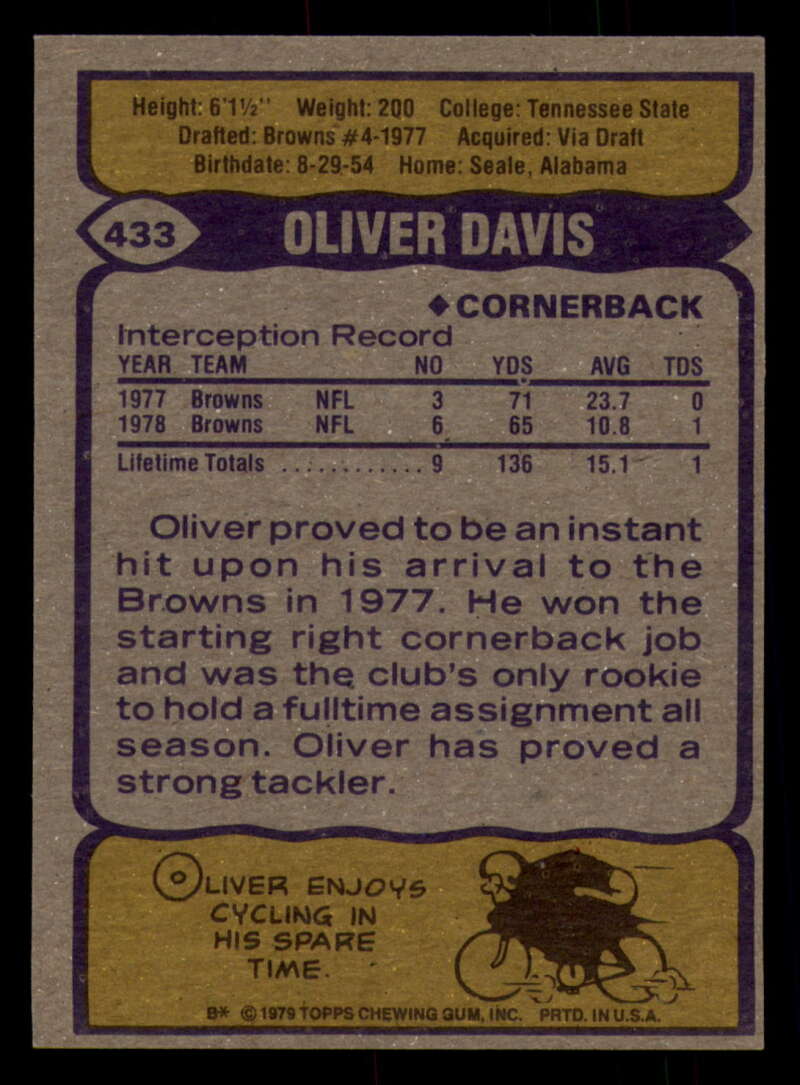 Height: 6'1½" Weight: 200 College: Tennessee State
Drafted: Browns #4-1977 Acquired: Via Draft
Birthdate: 8-29-54 Home: Seale, Alabama
433 OLIVER DAVIS
♦CORNERBACK
Interception Record
YEAR TEAM NO YDS AVG TDS
1977 Browns NFL 3 71 23.7 0
1978 Browns NFL 6 65 10.8 1
Lifetime Totals ............ 9 136 15.1 1
Oliver proved to be an instant
hit upon his arrival to the
Browns in 1977. He won the
starting right cornerback job
and was the club's only rookie
to hold a fulltime assignment all
season. Oliver has proved a
strong tackler.
OLIVER ENJOYS
CYCLING IN
HIS SPARE
TIME.
B* © 1979 TOPPS CHEWING GUM, INC. PRTD. IN U.S.A.